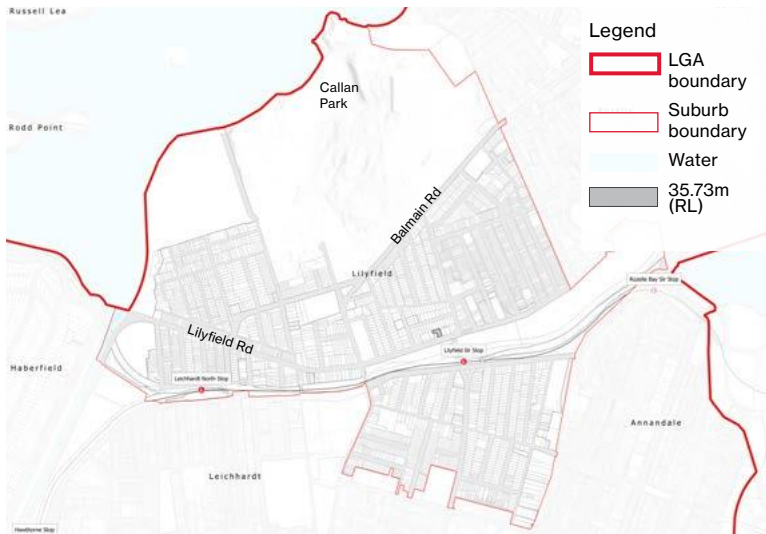 Russell Lea
Callan
Park
Rodd Point
Balmain Rd
Lilyfield
Rozelle Bay Stop
Lilyfield Rd
Lilyfield Stop
Leichhardt North Stop
Haberfield
Annandale
Leichhardt
Hawthorne Stop
Legend
LGA
boundary
Suburb
boundary
Water
35.73m
(RL)